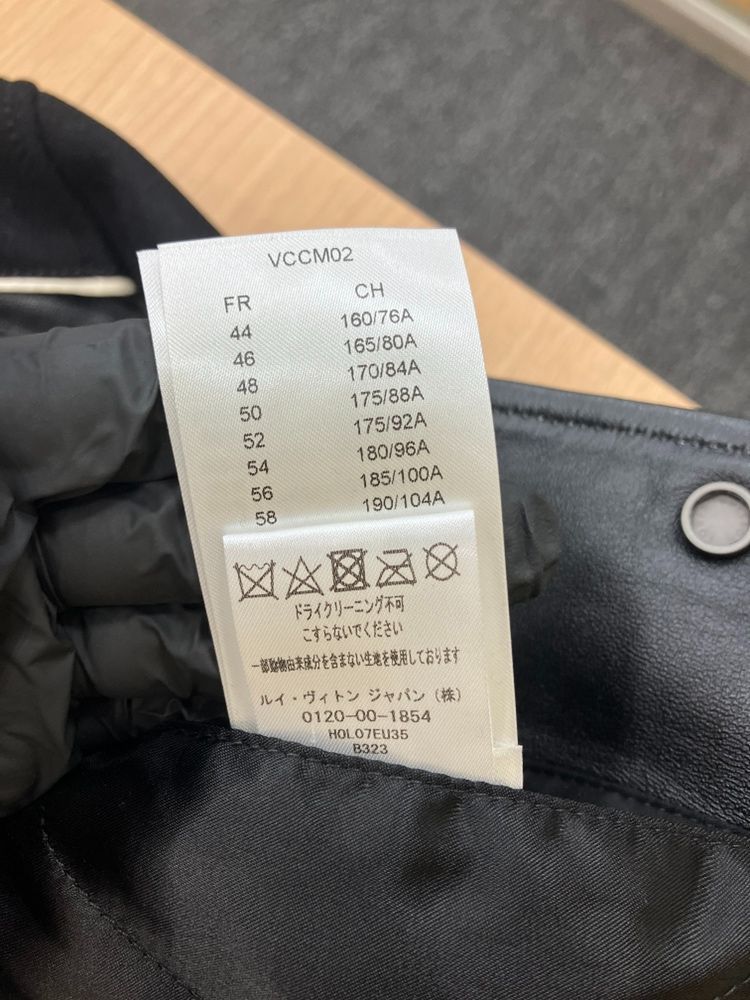 VCCM02
FR CH
44 160/76A
46 165/80A
48 170/84A
50 175/88A
52 175/92A
54 180/96A
56 185/100A
58 190/104A
ドライクリーニング不可
こすらないでください
一部動物由来成分を含まない生地を使用しております
ルイ・ヴィトン ジャパン (株)
0120-00-1854
H0L07EU35
B323